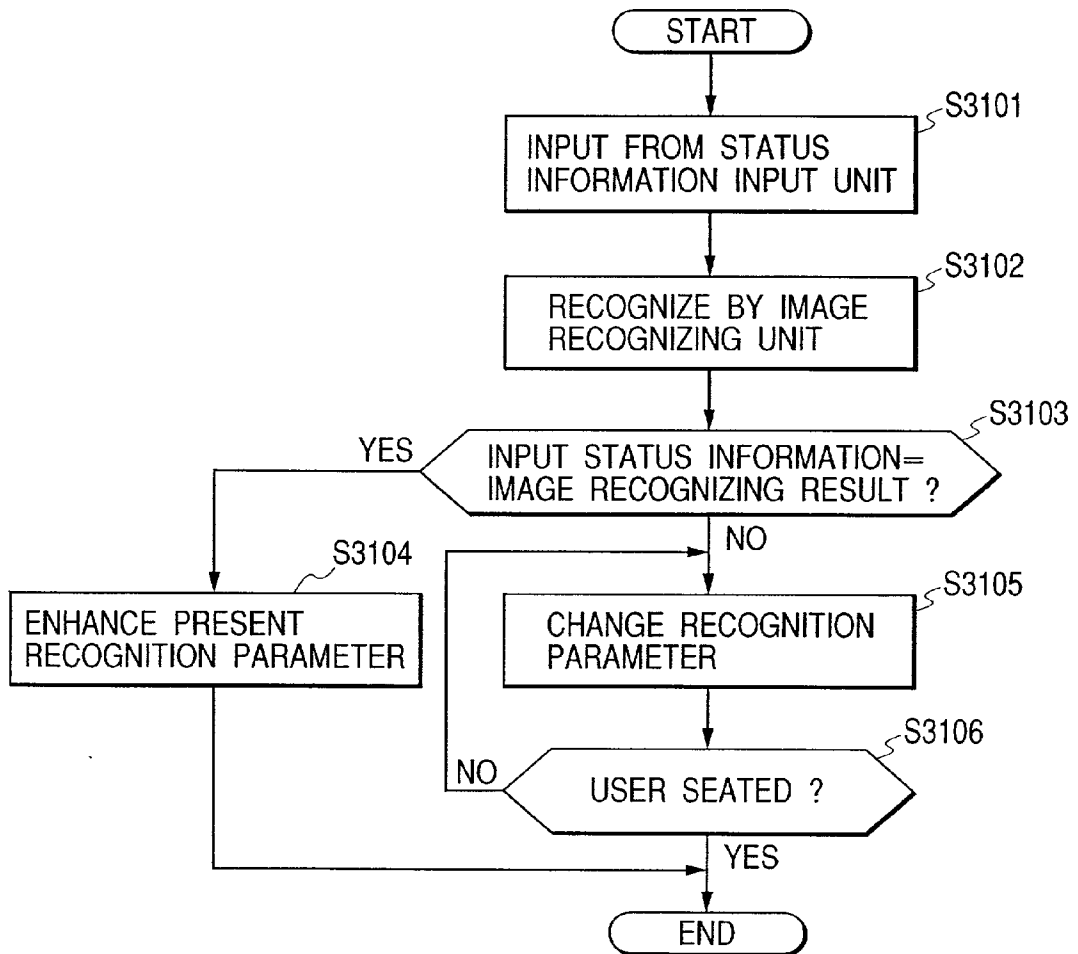 START
S3101
INPUT FROM STATUS
INFORMATION INPUT UNIT
S3102
RECOGNIZE BY IMAGE
RECOGNIZING UNIT
S3103
YES
INPUT STATUS INFORMATION=
IMAGE RECOGNIZING RESULT ?
NO
S3104
ENHANCE PRESENT
RECOGNITION PARAMETER
S3105
CHANGE RECOGNITION
PARAMETER
S3106
NO
USER SEATED ?
YES
END